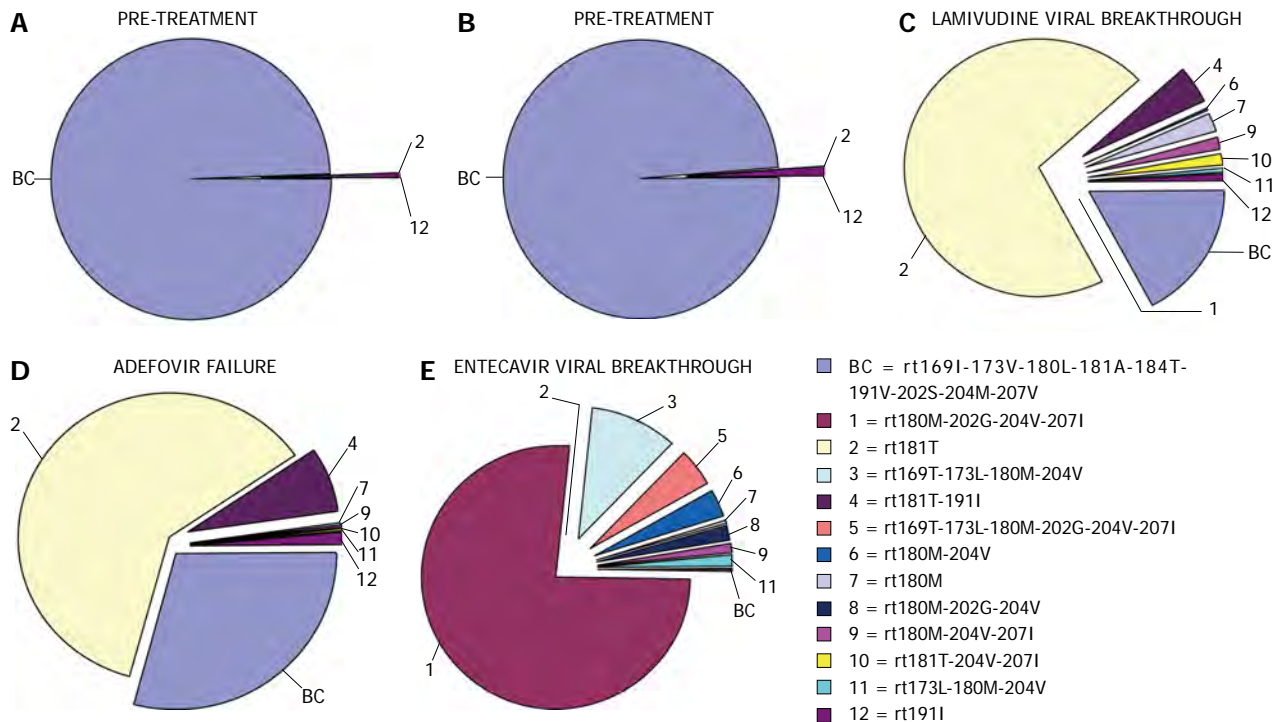 A PRE-TREATMENT
BC
2
12
B PRE-TREATMENT
BC
2
12
C LAMIVUDINE VIRAL BREAKTHROUGH
4
6
7
9
10
11
12
BC
2
1
D ADEFOVIR FAILURE
2
4
7
9
10
11
12
BC
E ENTECAVIR VIRAL BREAKTHROUGH
2
3
5
6
7
8
9
11
BC
1
BC = rt169I-173V-180L-181A-184T-
191V-202S-204M-207V
1 = rt180M-202G-204V-207I
2 = rt181T
3 = rt169T-173L-180M-204V
4 = rt181T-191I
5 = rt169T-173L-180M-202G-204V-207I
6 = rt180M-204V
7 = rt180M
8 = rt180M-202G-204V
9 = rt180M-204V-207I
10 = rt181T-204V-207I
11 = rt173L-180M-204V
12 = rt191I